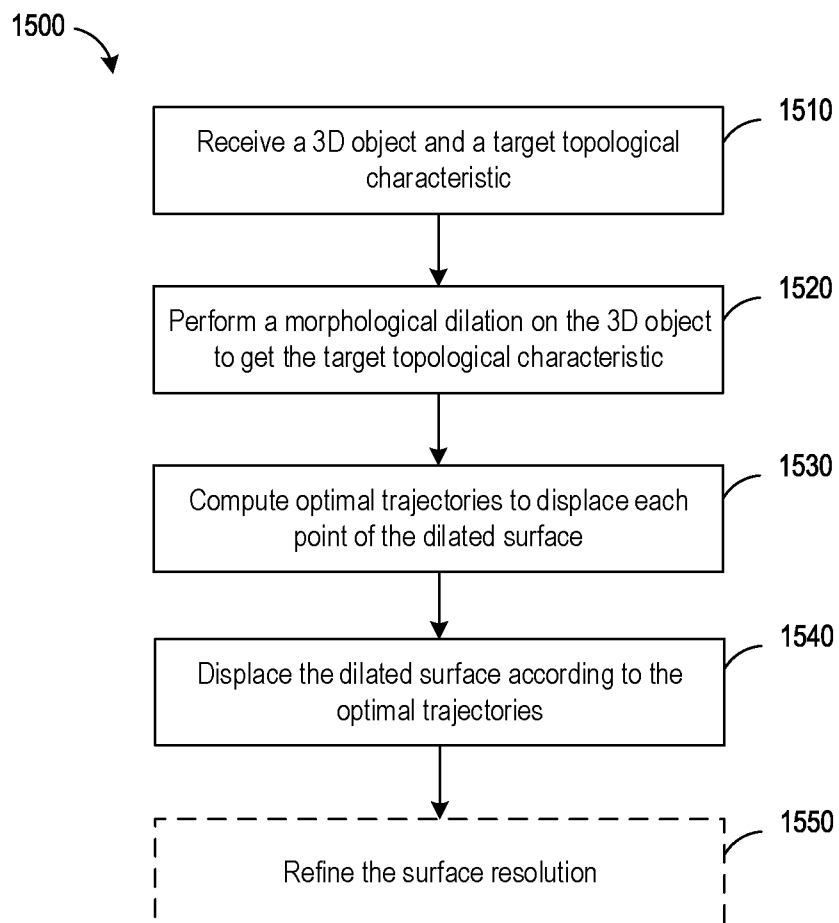 1500
1510
Receive a 3D object and a target topological
characteristic
1520
Perform a morphological dilation on the 3D object
to get the target topological characteristic
1530
Compute optimal trajectories to displace each
point of the dilated surface
1540
Displace the dilated surface according to the
optimal trajectories
1550
Refine the surface resolution